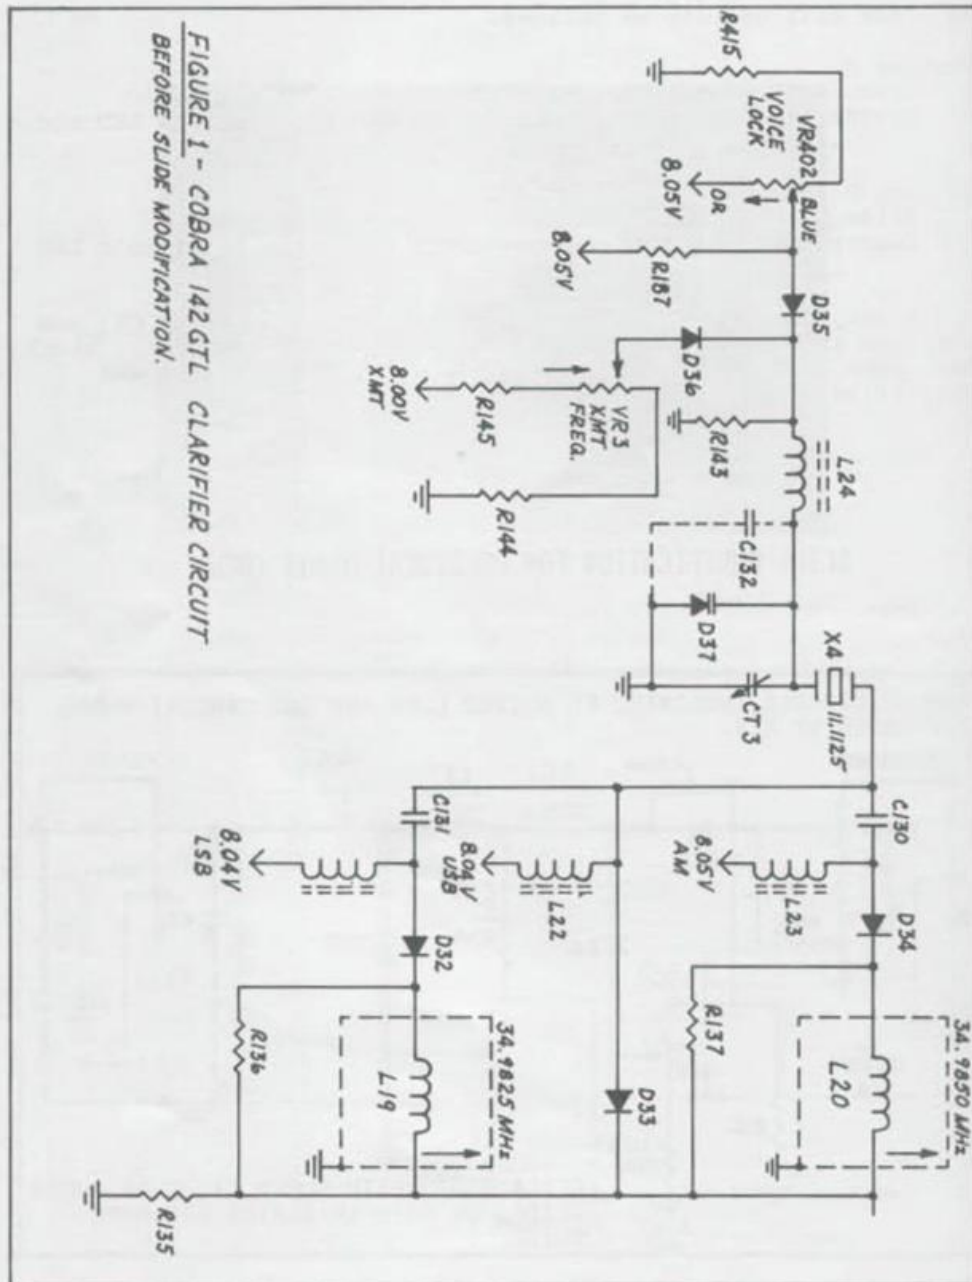 FIGURE 1 - COBRA 142 GTL CLARIFIER CIRCUIT
BEFORE SLIDE MODIFICATION.
R415
VOICE
LOCK
VR402
BLUE
OR
8.05V
R187
8.05V
D35
D36
VR3
XMT
FREQ.
R145
8.00V
XMT
R143
R144
L24
C132
D37
X4
11.1125
CT3
C130
8.05V
AM
L23
D34
R137
34.9850 MHz
L20
8.04V
USB
L22
D33
C131
8.04V
LSB
D32
R136
34.9825 MHz
L19
R135